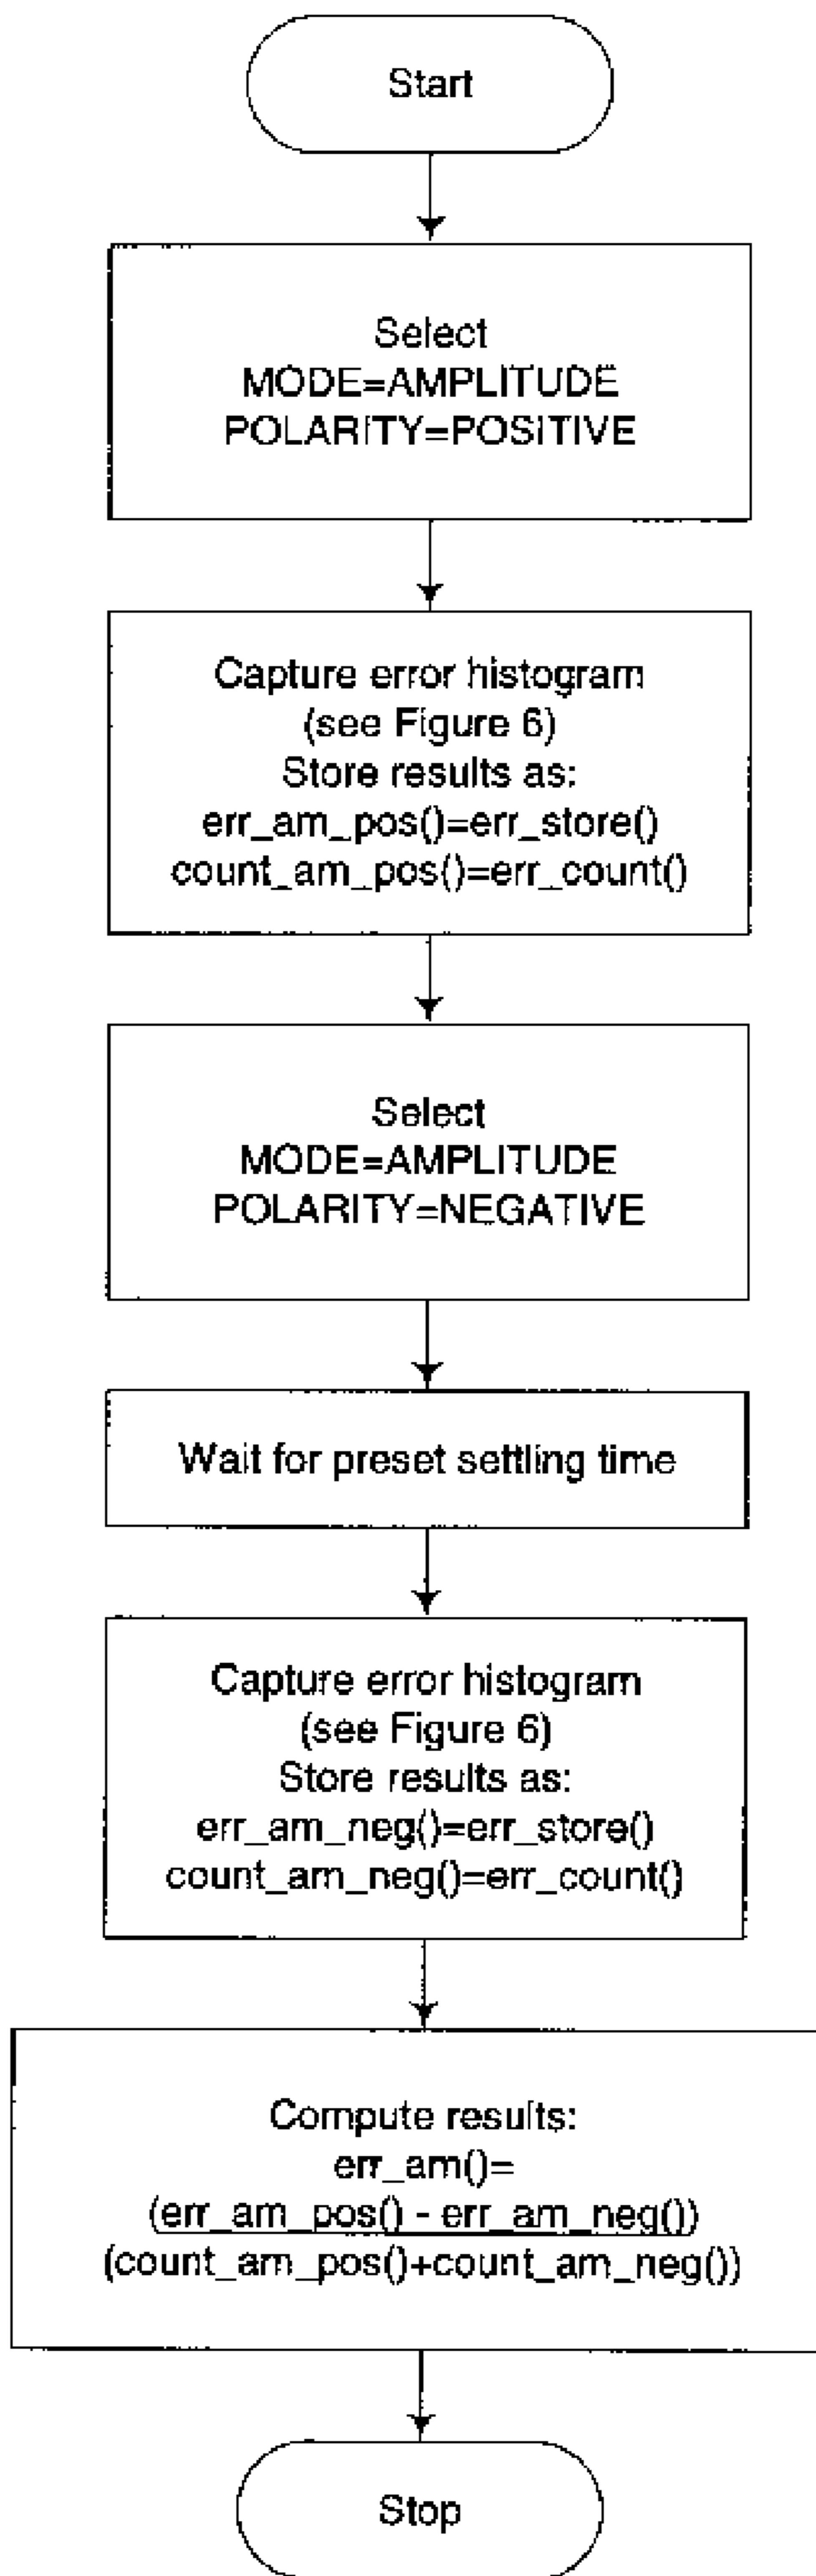 Start
Select
MODE=AMPLITUDE
POLARITY=POSITIVE
Capture error histogram
(see Figure 6)
Store results as:
err_am_pos()=err_store()
count_am_pos()=err_count()
Select
MODE=AMPLITUDE
POLARITY=NEGATIVE
Wait for preset settling time
Capture error histogram
(see Figure 6)
Store results as:
err_am_neg()=err_store()
count_am_neg()=err_count()
Compute results:
err_am()=
(err_am_pos() - err_am_neg())
(count_am_pos()+count_am_neg())
Stop